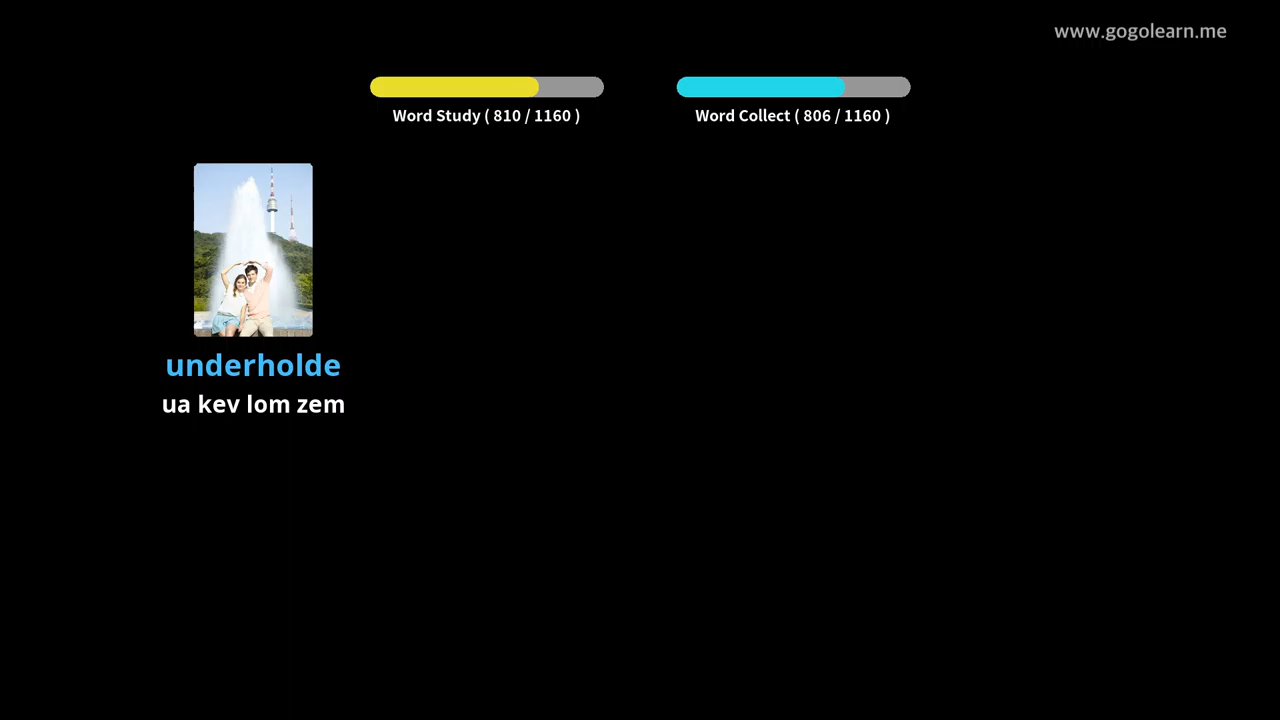 www.gogolearn.me
Word Study ( 810 / 1160 )
Word Collect ( 806 / 1160 )
underholde
ua kev lom zem